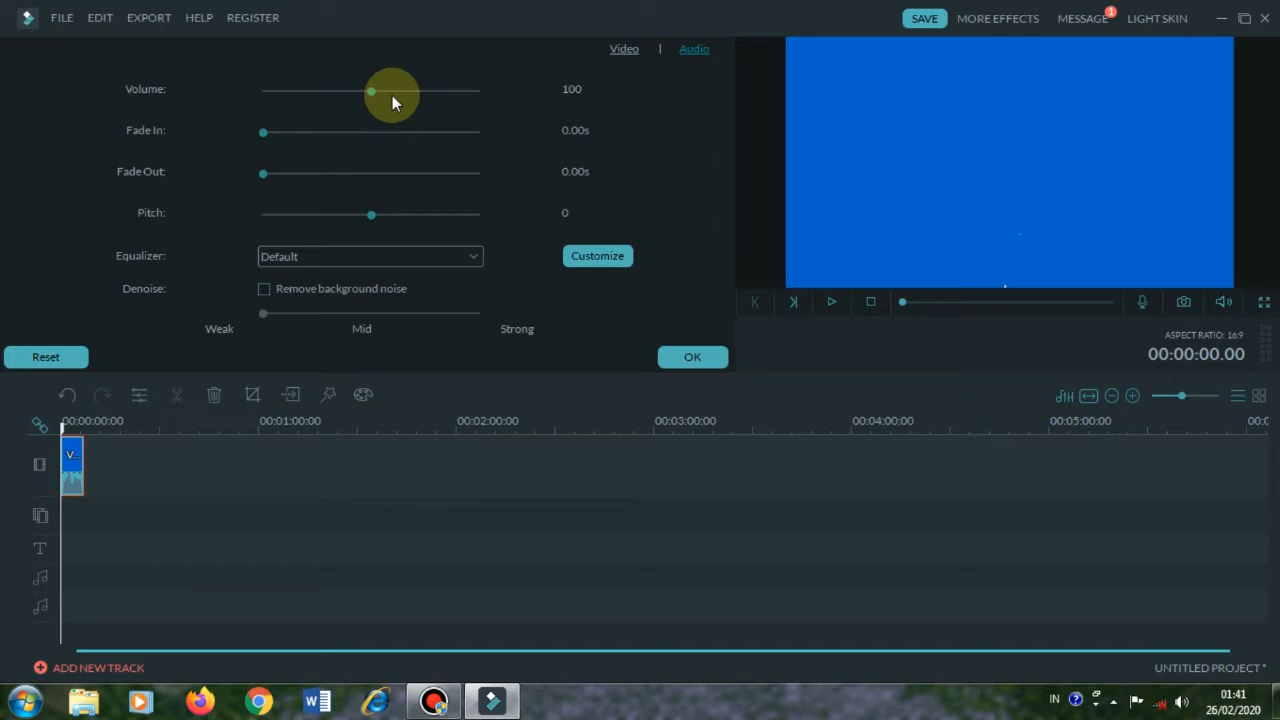 FILE EDIT EXPORT HELP REGISTER SAVE MORE EFFECTS MESSAGE 1 LIGHT SKIN
Video | Audio
Volume: 100
Fade In: 0.00s
Fade Out: 0.00s
Pitch: 0
Equalizer: Default Customize
Denoise: Remove background noise
Weak Mid Strong
Reset OK
ASPECT RATIO: 16:9
00:00:00.00
00:00:00:00 00:01:00:00 00:02:00:00 00:03:00:00 00:04:00:00 00:05:00:00 00:0
V...
ADD NEW TRACK UNTITLED PROJECT *
IN 01:41
26/02/2020